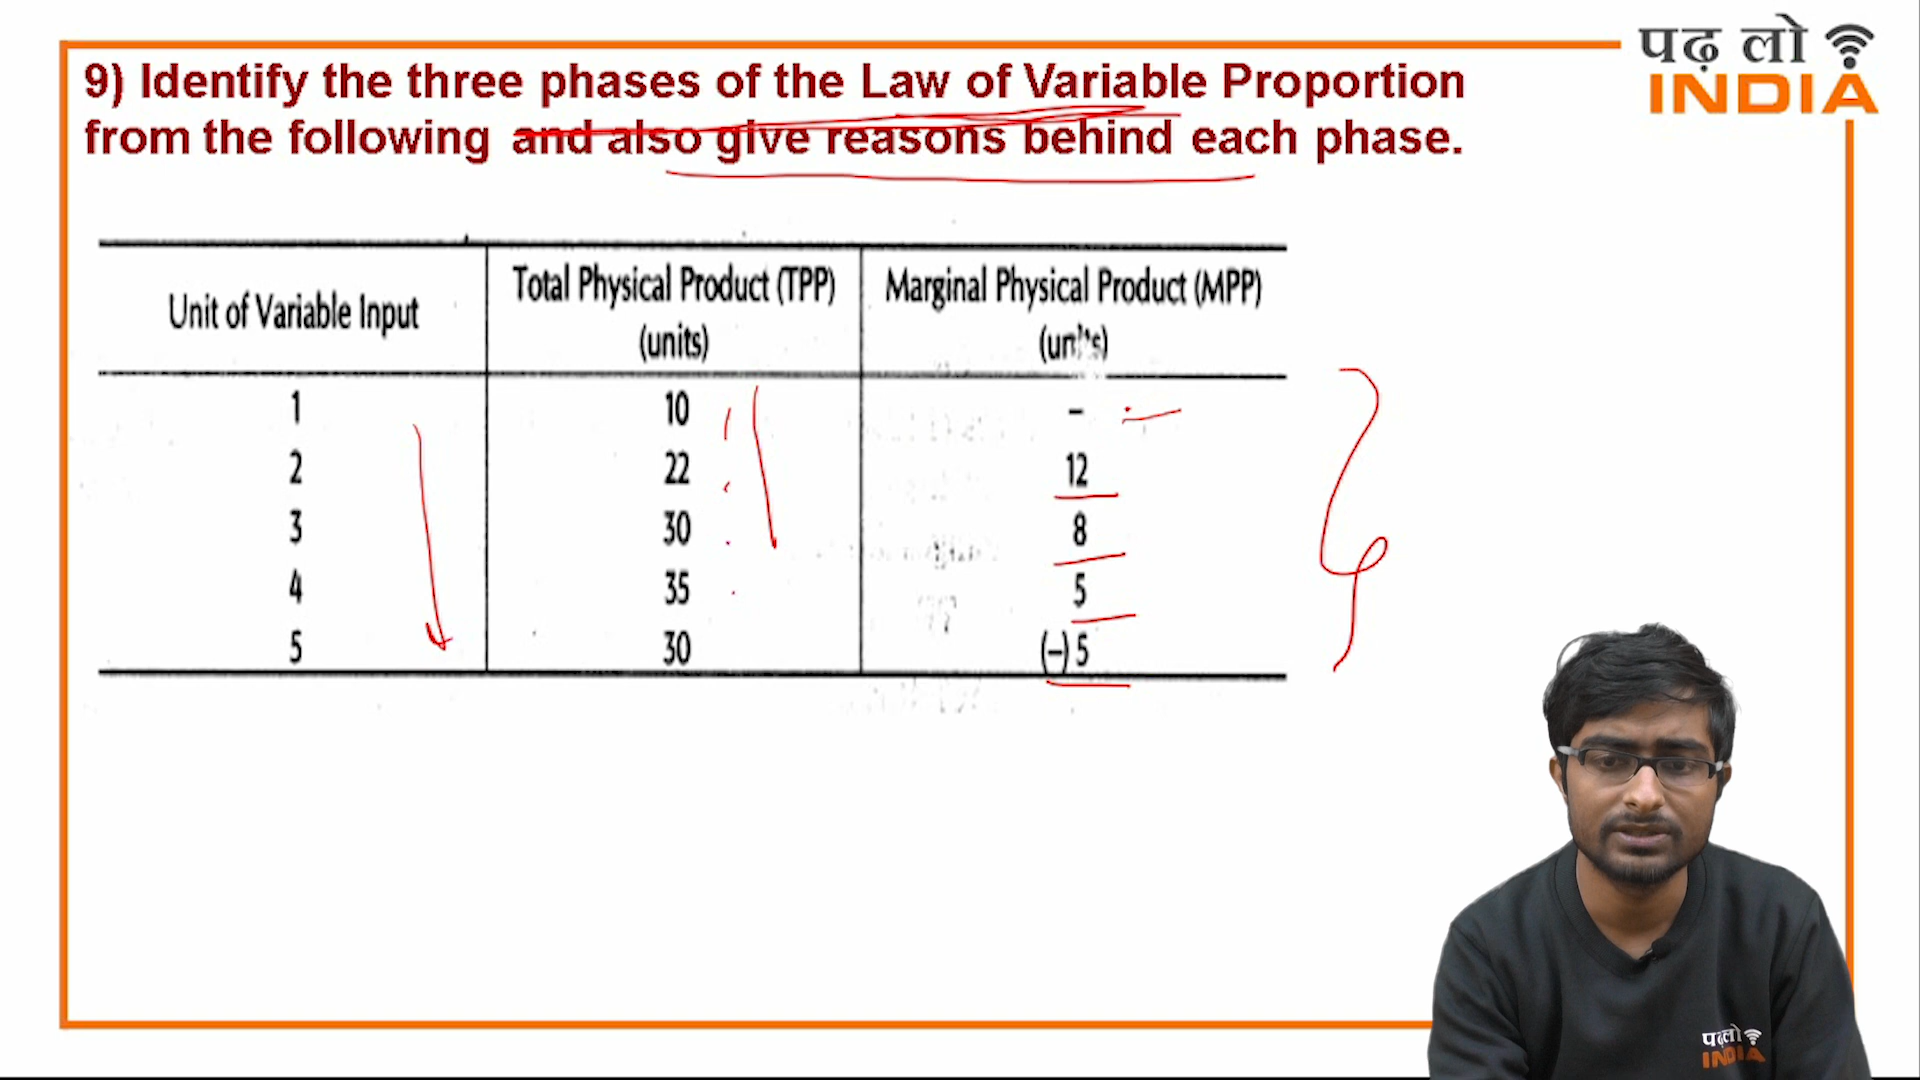 पढ़ लो
INDIA
9) Identify the three phases of the Law of Variable Proportion
from the following and also give reasons behind each phase.
Unit of Variable Input | Total Physical Product (TPP) (units) | Marginal Physical Product (MPP) (units)
1 | 10 | –
2 | 22 | 12
3 | 30 | 8
4 | 35 | 5
5 | 30 | (–) 5
पढ़ लो
INDIA